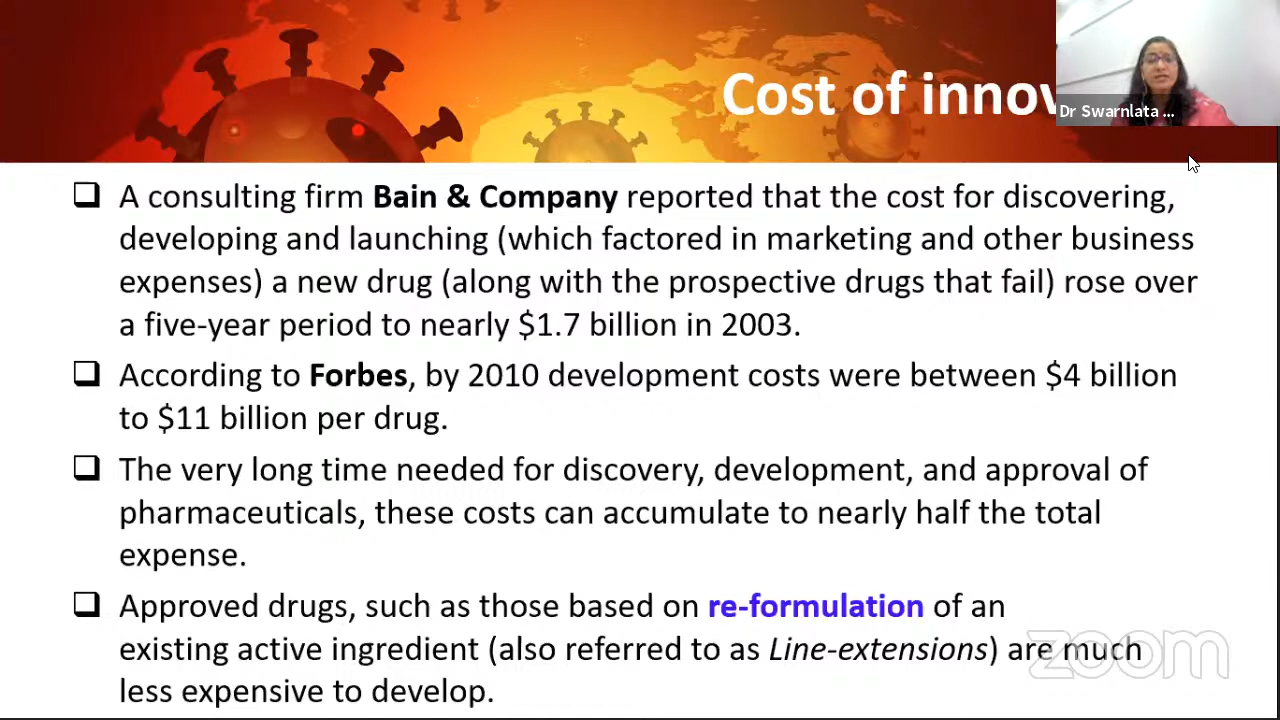 Cost of innov
Dr Swarnlata ...
❑ A consulting firm Bain & Company reported that the cost for discovering,
developing and launching (which factored in marketing and other business
expenses) a new drug (along with the prospective drugs that fail) rose over
a five-year period to nearly $1.7 billion in 2003.
❑ According to Forbes, by 2010 development costs were between $4 billion
to $11 billion per drug.
❑ The very long time needed for discovery, development, and approval of
pharmaceuticals, these costs can accumulate to nearly half the total
expense.
❑ Approved drugs, such as those based on re-formulation of an
existing active ingredient (also referred to as Line-extensions) are much
less expensive to develop.
zoom